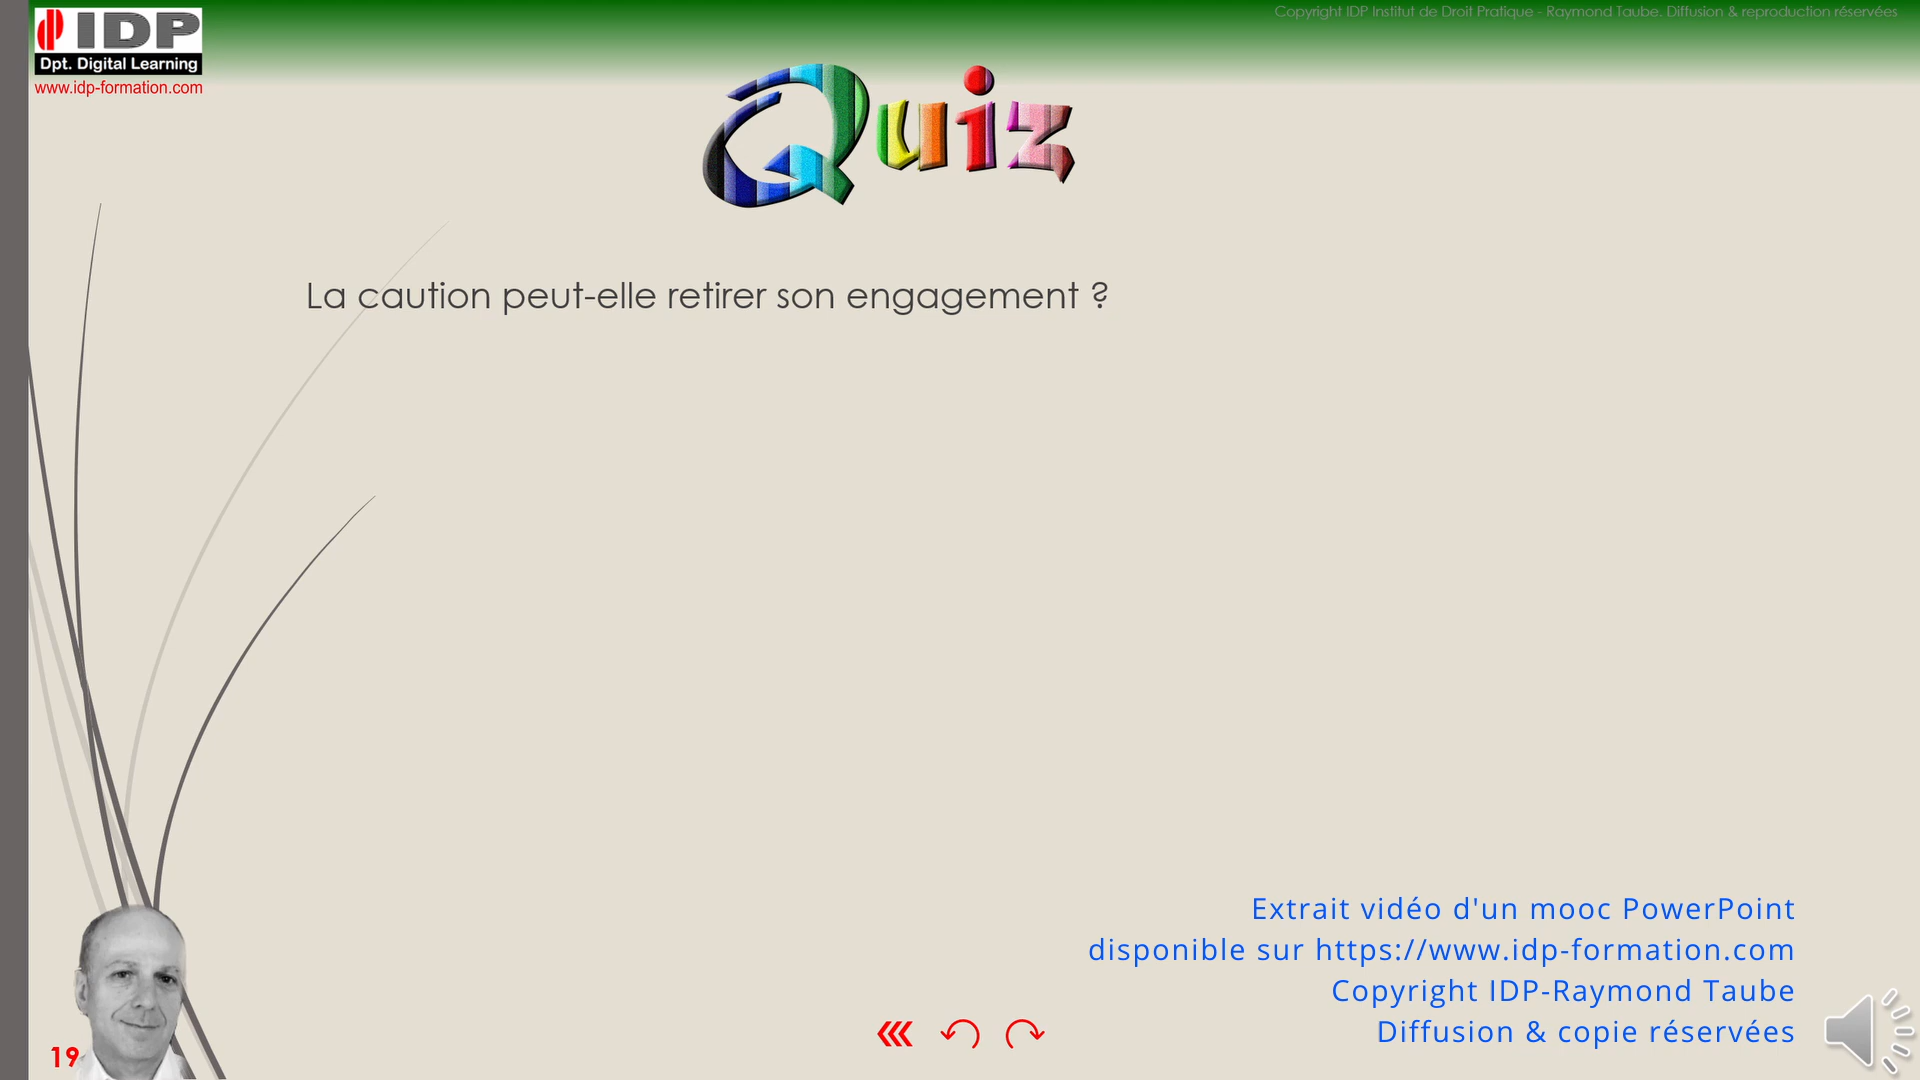 IDP
Dpt. Digital Learning
www.idp-formation.com
Copyright IDP Institut de Droit Pratique - Raymond Taube. Diffusion & reproduction réservées
Quiz
La caution peut-elle retirer son engagement ?
Extrait vidéo d'un mooc PowerPoint
disponible sur https://www.idp-formation.com
Copyright IDP-Raymond Taube
Diffusion & copie réservées
19